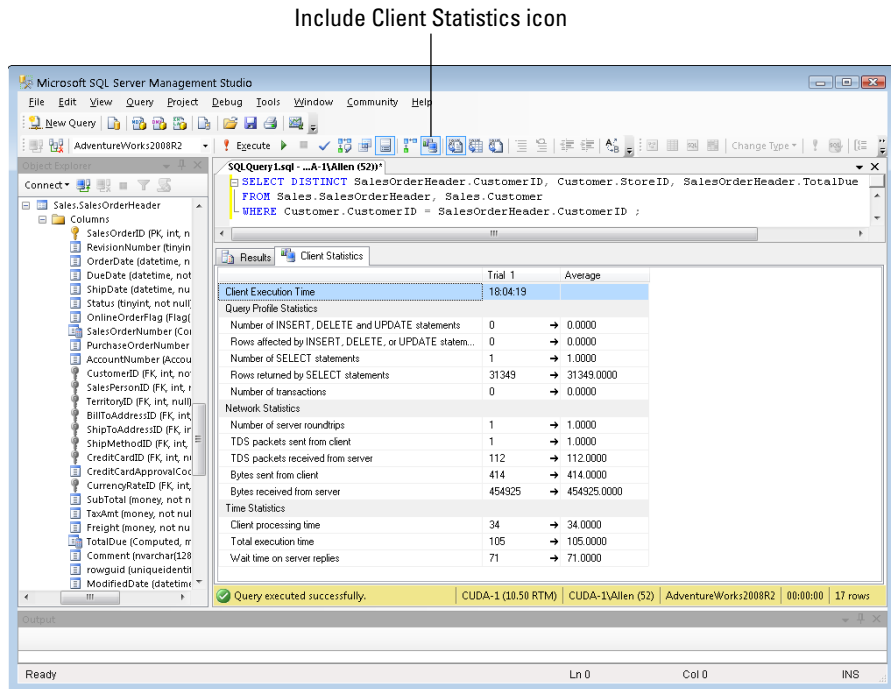 Include Client Statistics icon
Microsoft SQL Server Management Studio
File Edit View Query Project Debug Tools Window Community Help
New Query
AdventureWorks2008R2 Execute Change Type
Object Explorer
Connect
Sales.SalesOrderHeader
Columns
SalesOrderID (PK, int, n
RevisionNumber (tinyin
OrderDate (datetime, n
DueDate (datetime, not
ShipDate (datetime, nu
Status (tinyint, not null)
OnlineOrderFlag (Flag(
SalesOrderNumber (Co
PurchaseOrderNumber
AccountNumber (Accou
CustomerID (FK, int, no
SalesPersonID (FK, int, r
TerritoryID (FK, int, null)
BillToAddressID (FK, int,
ShipToAddressID (FK, ir
ShipMethodID (FK, int,
CreditCardID (FK, int, n
CreditCardApprovalCoc
CurrencyRateID (FK, int,
SubTotal (money, not n
TaxAmt (money, not nul
Freight (money, not nu
TotalDue (Computed, m
Comment (nvarchar(128
rowguid (uniqueidentif
ModifiedDate (datetime
SQLQuery1.sql - ...A-1\Allen (52))*
SELECT DISTINCT SalesOrderHeader.CustomerID, Customer.StoreID, SalesOrderHeader.TotalDue
FROM Sales.SalesOrderHeader, Sales.Customer
WHERE Customer.CustomerID = SalesOrderHeader.CustomerID ;
Results Client Statistics
Trial 1 Average
Client Execution Time 18:04:19
Query Profile Statistics
Number of INSERT, DELETE and UPDATE statements 0 → 0.0000
Rows affected by INSERT, DELETE, or UPDATE statem... 0 → 0.0000
Number of SELECT statements 1 → 1.0000
Rows returned by SELECT statements 31349 → 31349.0000
Number of transactions 0 → 0.0000
Network Statistics
Number of server roundtrips 1 → 1.0000
TDS packets sent from client 1 → 1.0000
TDS packets received from server 112 → 112.0000
Bytes sent from client 414 → 414.0000
Bytes received from server 454925 → 454925.0000
Time Statistics
Client processing time 34 → 34.0000
Total execution time 105 → 105.0000
Wait time on server replies 71 → 71.0000
Query executed successfully. CUDA-1 (10.50 RTM) CUDA-1\Allen (52) AdventureWorks2008R2 00:00:00 17 rows
Output
Ready Ln 0 Col 0 INS